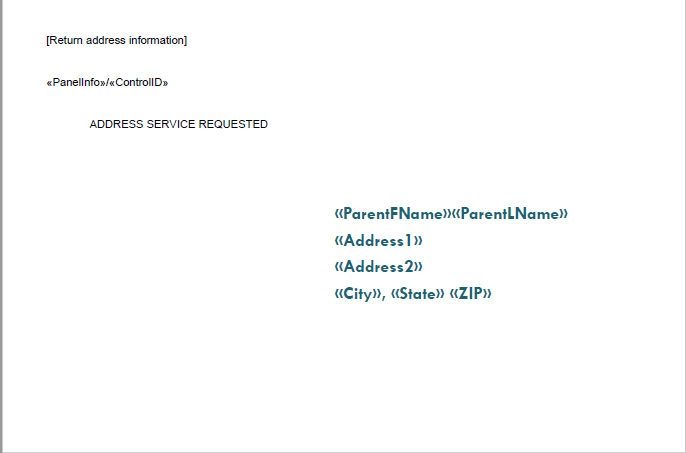 [Return address information]
«PanelInfo»/«ControlID»
ADDRESS SERVICE REQUESTED
«ParentFName»«ParentLName»
«Address1»
«Address2»
«City», «State» «ZIP»